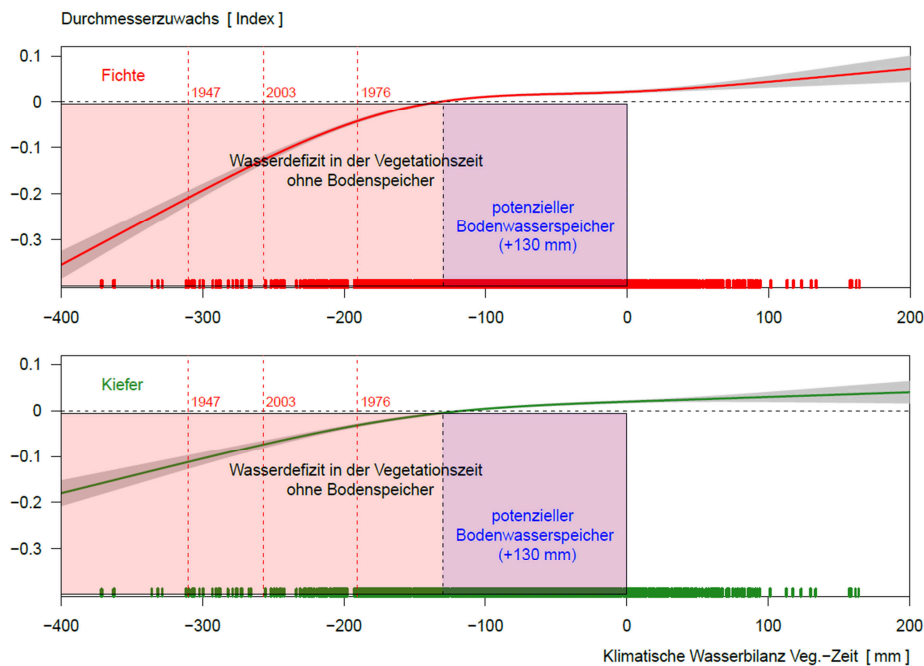 Durchmesserzuwachs [ Index ]
0.1
0
−0.1
−0.2
−0.3
Fichte
1947
2003
1976
Wasserdefizit in der Vegetationszeit
ohne Bodenspeicher
potenzieller
Bodenwasserspeicher
(+130 mm)
−400 −300 −200 −100 0 100 200
0.1
0
−0.1
−0.2
−0.3
Kiefer
1947
2003
1976
Wasserdefizit in der Vegetationszeit
ohne Bodenspeicher
potenzieller
Bodenwasserspeicher
(+130 mm)
−400 −300 −200 −100 0 100 200
Klimatische Wasserbilanz Veg.−Zeit [ mm ]